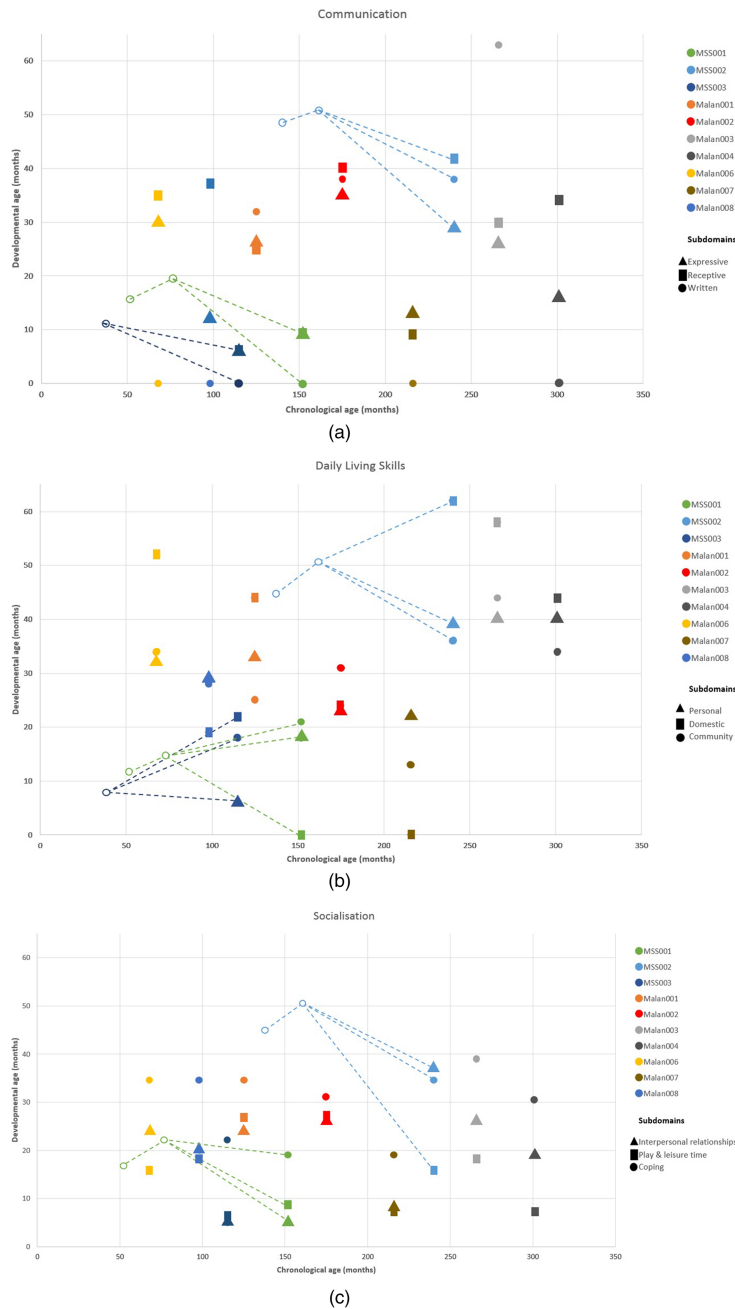 Communication
60
50
40
30
20
10
0
Developmental age (months)
0 50 100 150 200 250 300 350
Chronological age (months)
MSS001
MSS002
MSS003
Malan001
Malan002
Malan003
Malan004
Malan006
Malan007
Malan008
Subdomains
Expressive
Receptive
Written
(a)
Daily Living Skills
60
50
40
30
20
10
0
Developmental age (months)
0 50 100 150 200 250 300 350
Chronological age (months)
MSS001
MSS002
MSS003
Malan001
Malan002
Malan003
Malan004
Malan006
Malan007
Malan008
Subdomains
Personal
Domestic
Community
(b)
Socialisation
60
50
40
30
20
10
0
Developmental age (months)
0 50 100 150 200 250 300 350
Chronological age (months)
MSS001
MSS002
MSS003
Malan001
Malan002
Malan003
Malan004
Malan006
Malan007
Malan008
Subdomains
Interpersonal relationships
Play & leisure time
Coping
(c)